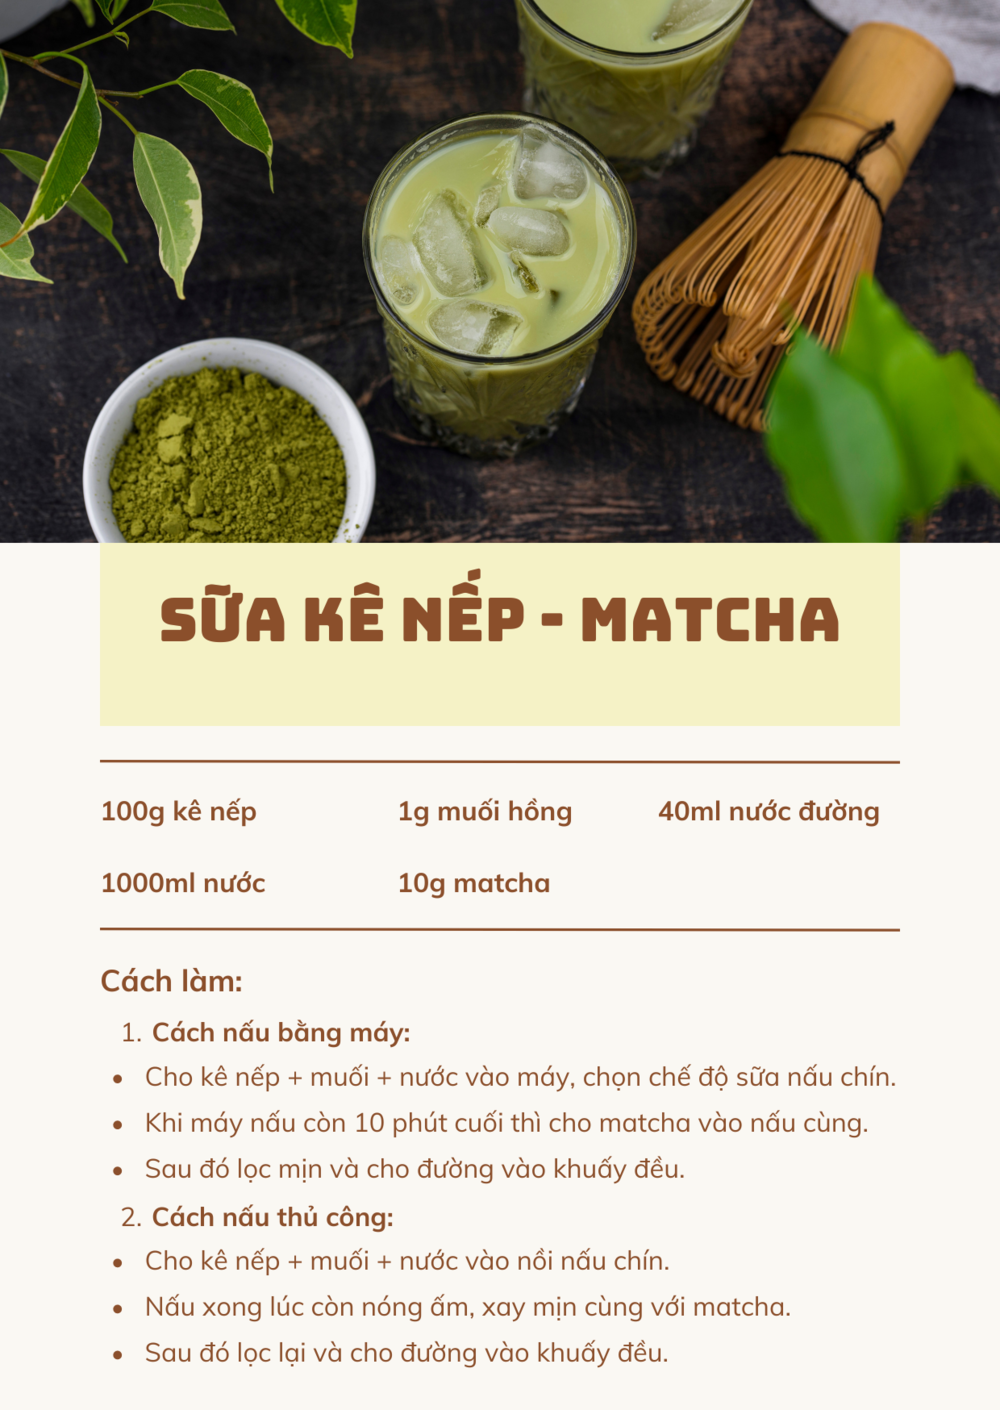 SỮA KÊ NẾP - MATCHA
100g kê nếp
1g muối hồng
40ml nước đường
1000ml nước
10g matcha
Cách làm:
1. Cách nấu bằng máy:
• Cho kê nếp + muối + nước vào máy, chọn chế độ sữa nấu chín.
• Khi máy nấu còn 10 phút cuối thì cho matcha vào nấu cùng.
• Sau đó lọc mịn và cho đường vào khuấy đều.
2. Cách nấu thủ công:
• Cho kê nếp + muối + nước vào nồi nấu chín.
• Nấu xong lúc còn nóng ấm, xay mịn cùng với matcha.
• Sau đó lọc lại và cho đường vào khuấy đều.